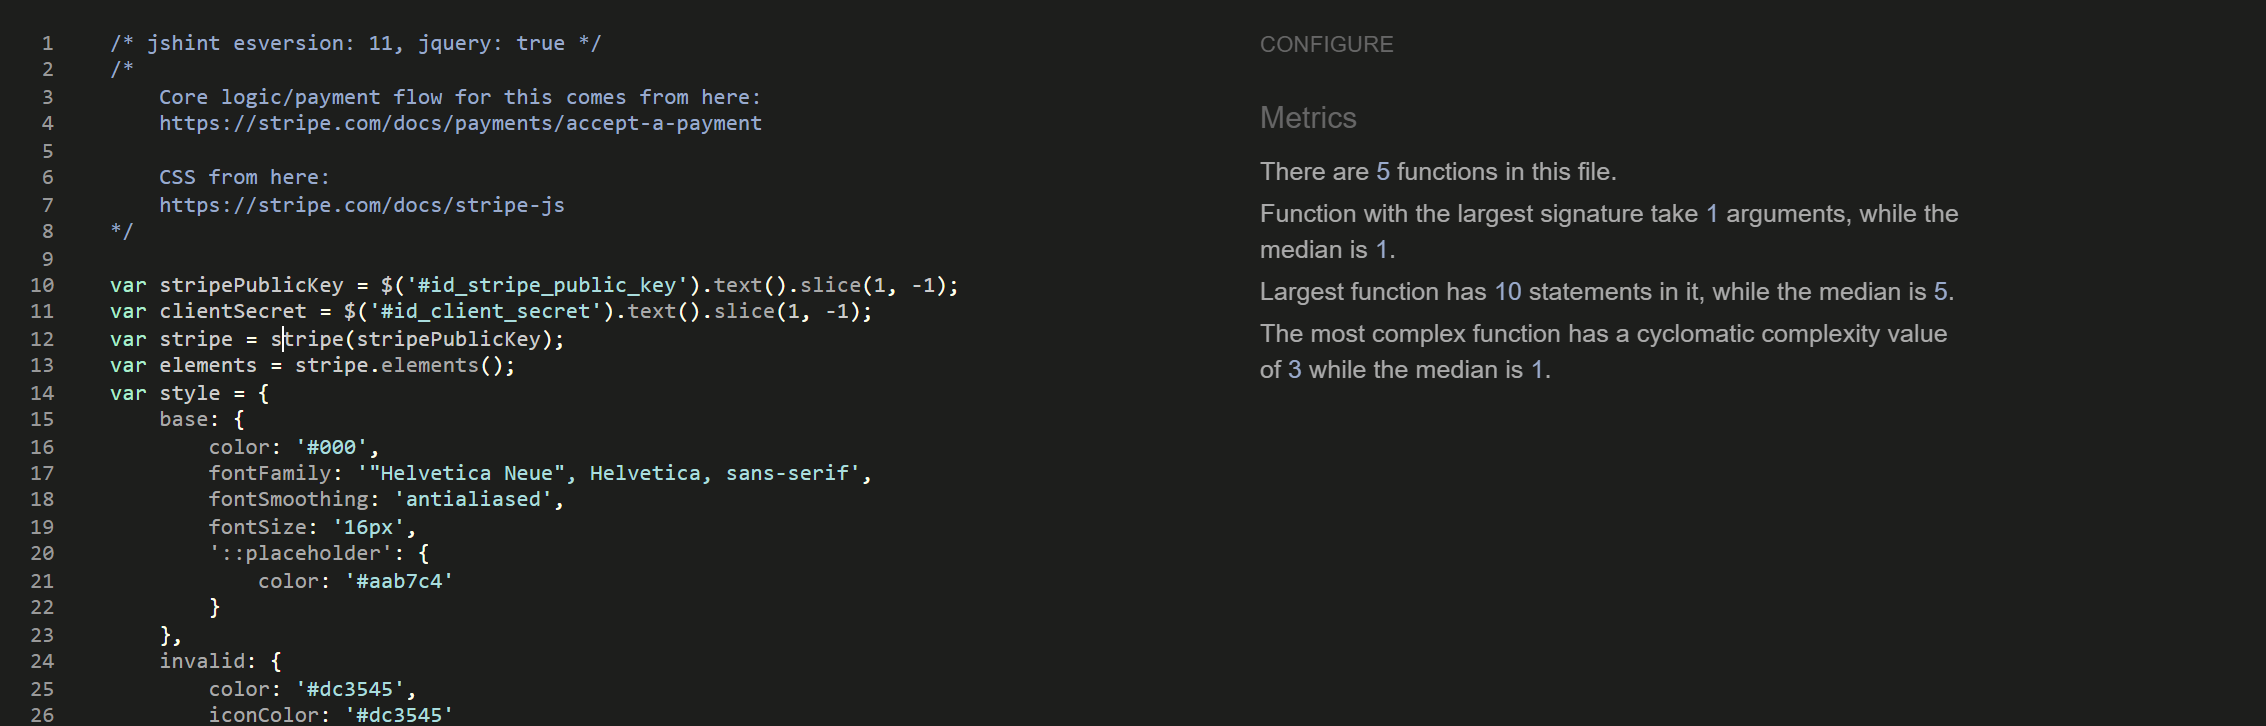 1 /* jshint esversion: 11, jquery: true */
2 /*
3 Core logic/payment flow for this comes from here:
4 https://stripe.com/docs/payments/accept-a-payment
5
6 CSS from here:
7 https://stripe.com/docs/stripe-js
8 */
9
10 var stripePublicKey = $('#id_stripe_public_key').text().slice(1, -1);
11 var clientSecret = $('#id_client_secret').text().slice(1, -1);
12 var stripe = stripe(stripePublicKey);
13 var elements = stripe.elements();
14 var style = {
15 base: {
16 color: '#000',
17 fontFamily: '"Helvetica Neue", Helvetica, sans-serif',
18 fontSmoothing: 'antialiased',
19 fontSize: '16px',
20 '::placeholder': {
21 color: '#aab7c4'
22 }
23 },
24 invalid: {
25 color: '#dc3545',
26 iconColor: '#dc3545'
CONFIGURE
Metrics
There are 5 functions in this file.
Function with the largest signature take 1 arguments, while the
median is 1.
Largest function has 10 statements in it, while the median is 5.
The most complex function has a cyclomatic complexity value
of 3 while the median is 1.